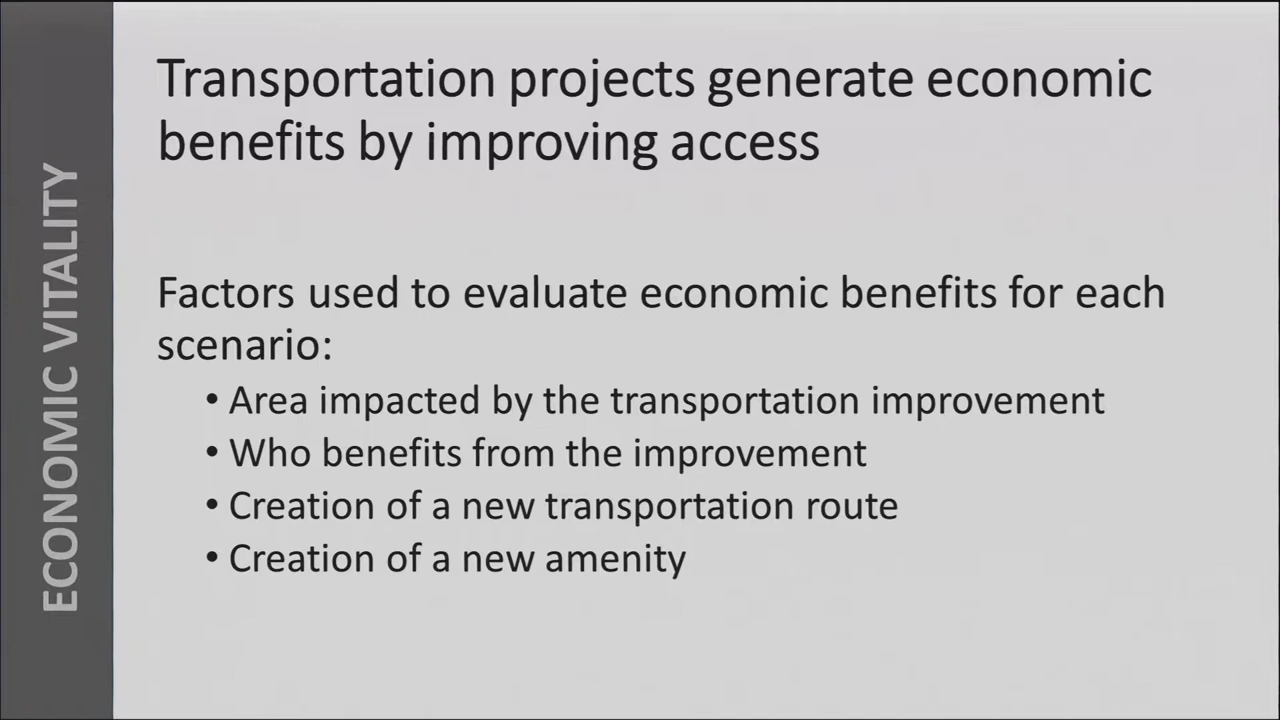 ECONOMIC VITALITY
Transportation projects generate economic
benefits by improving access
Factors used to evaluate economic benefits for each
scenario:
• Area impacted by the transportation improvement
• Who benefits from the improvement
• Creation of a new transportation route
• Creation of a new amenity